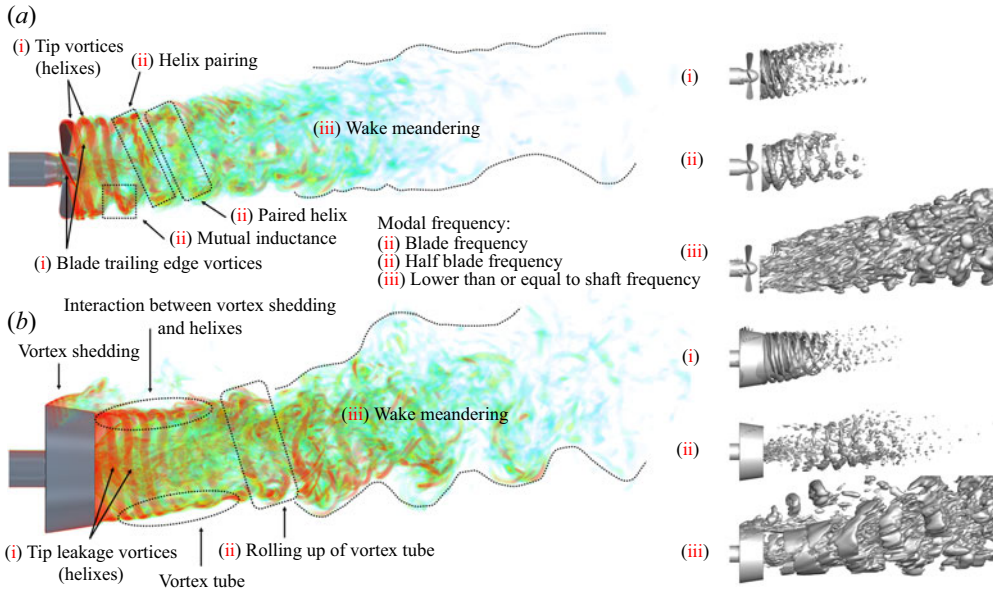 (a)
(i) Tip vortices
(helixes)
(ii) Helix pairing
(iii) Wake meandering
(ii) Paired helix
(ii) Mutual inductance
(i) Blade trailing edge vortices
Modal frequency:
(ii) Blade frequency
(ii) Half blade frequency
(iii) Lower than or equal to shaft frequency
(i)
(ii)
(iii)
(b)
Interaction between vortex shedding
and helixes
Vortex shedding
(iii) Wake meandering
(i) Tip leakage vortices
(helixes)
(ii) Rolling up of vortex tube
Vortex tube
(i)
(ii)
(iii)